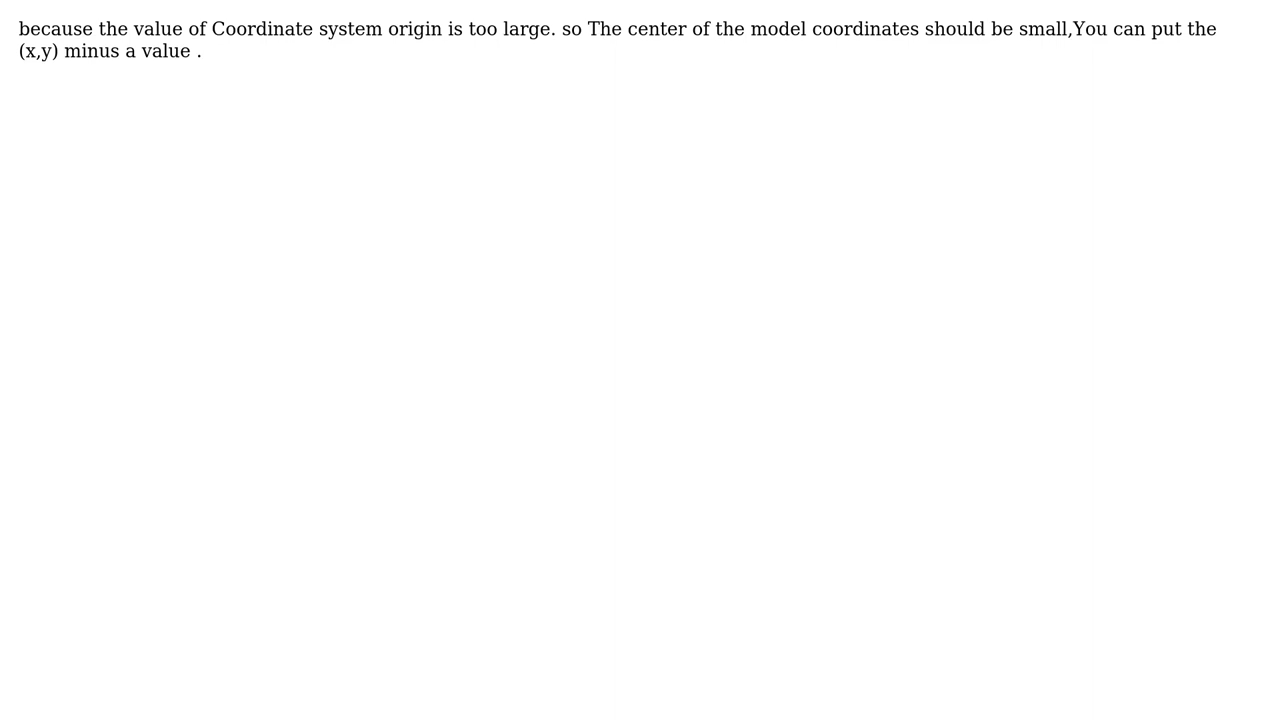 because the value of Coordinate system origin is too large. so The center of the model coordinates should be small,You can put the
(x,y) minus a value .